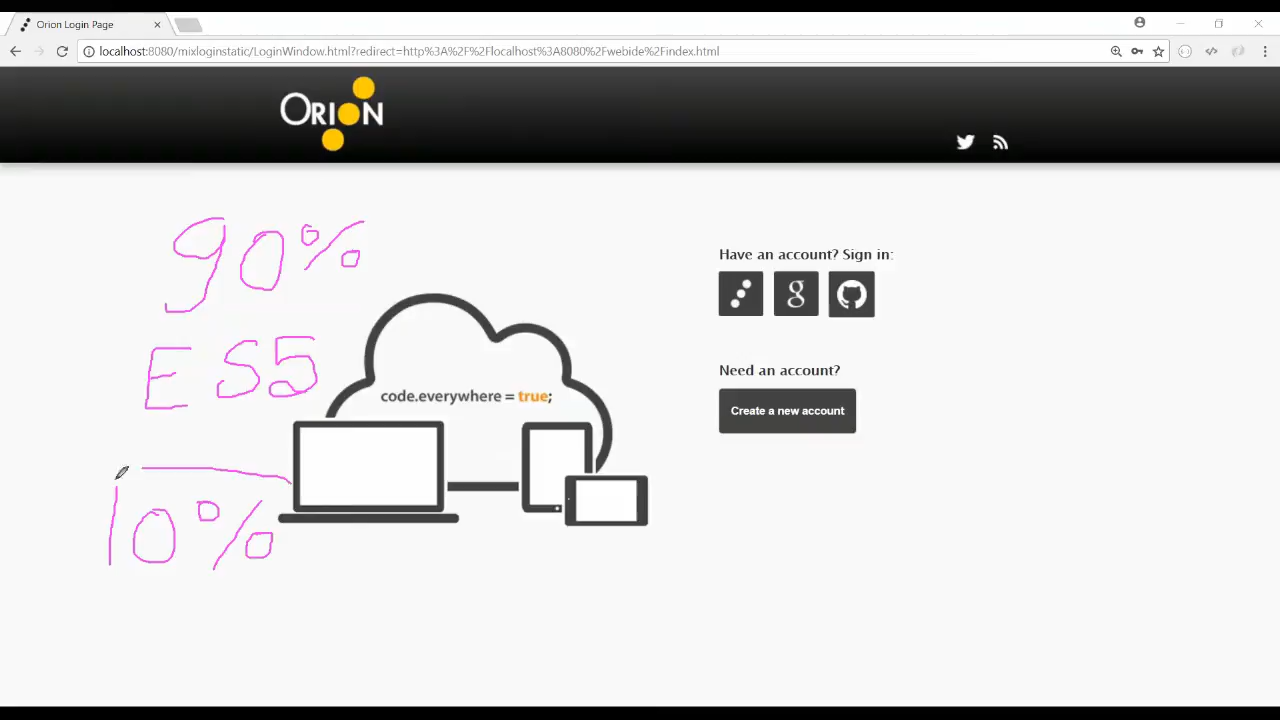 Orion Login Page
localhost:8080/mixloginstatic/LoginWindow.html?redirect=http%3A%2F%2Flocalhost%3A8080%2Fwebide%2Findex.html
ORION
90%
Have an account? Sign in:
g
ES5
code.everywhere = true;
Need an account?
Create a new account
10%